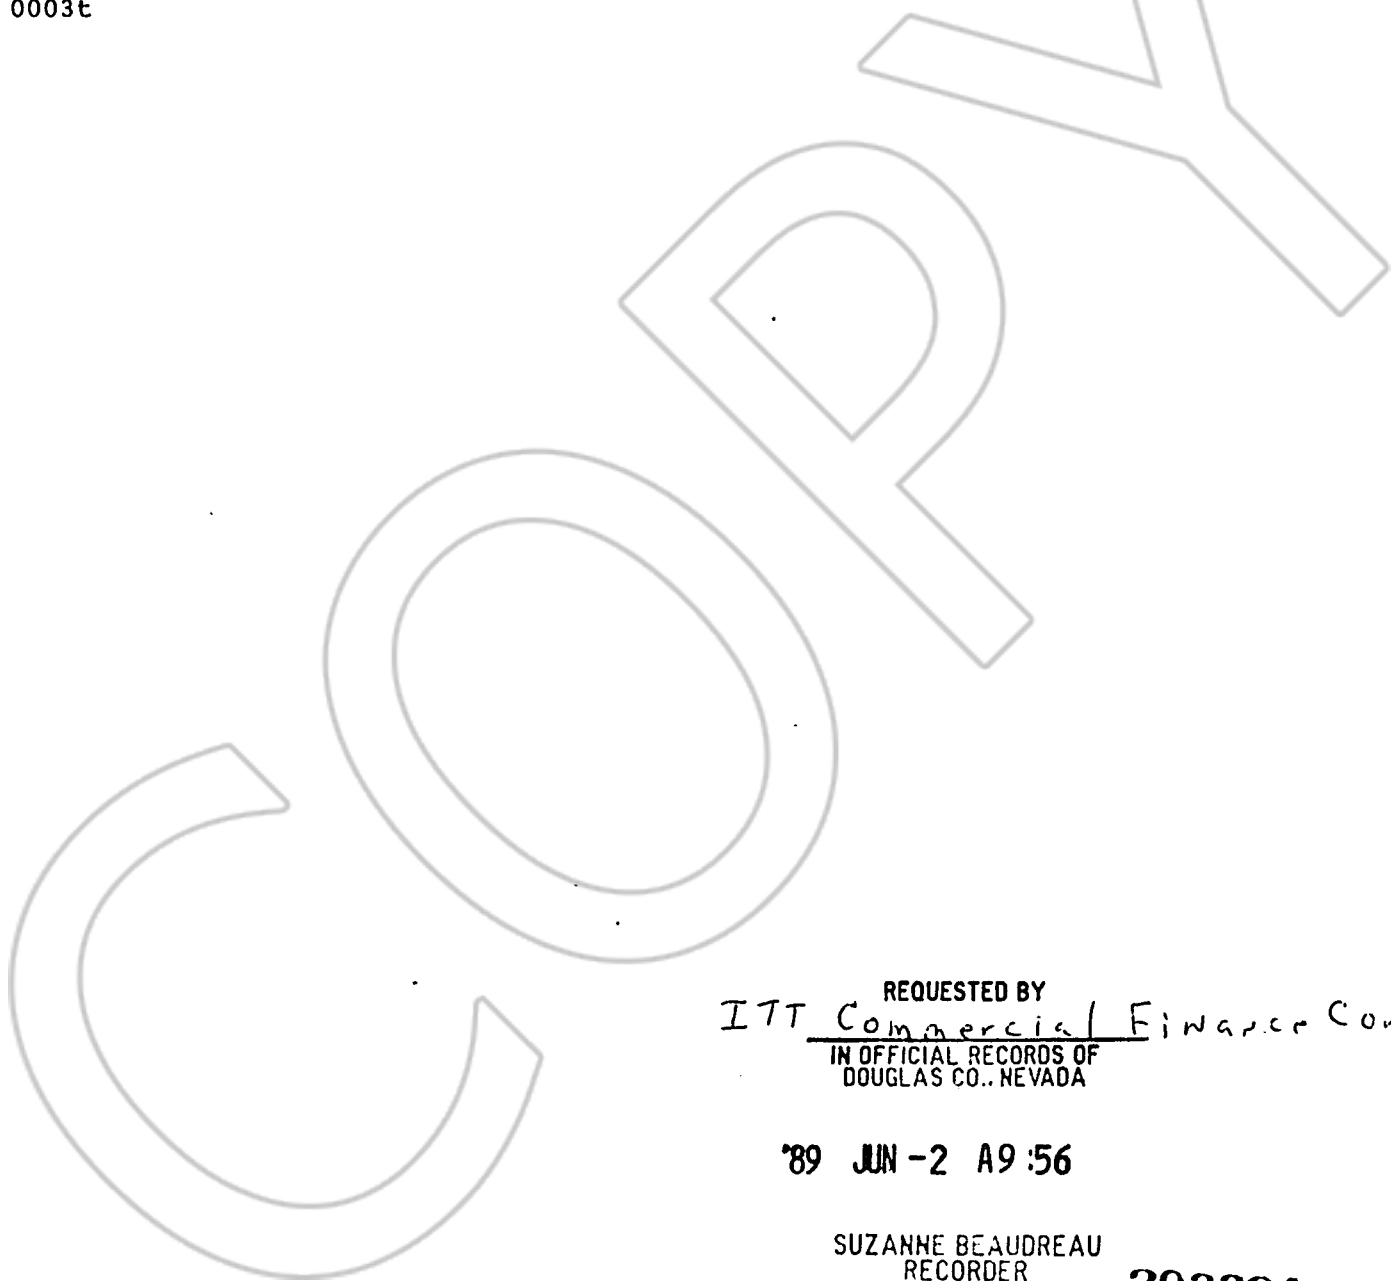 0003t
COPY
REQUESTED BY
ITT Commercial Finance
IN OFFICIAL RECORDS OF
DOUGLAS CO., NEVADA
'89 JUN -2 A9:56
SUZANNE BEAUDREAU
RECORDER